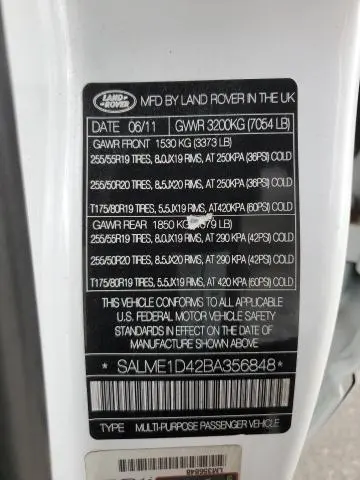 LAND ROVER
MFD BY LAND ROVER IN THE UK
DATE 06/11 GVWR 3200KG (7054 LB)
GAWR FRONT 1530 KG (3373 LB)
255/55R19 TIRES, 8.0JX19 RIMS, AT 250KPA (36PSI) COLD
255/50R20 TIRES, 8.5JX20 RIMS, AT 250KPA (36PSI) COLD
T175/80R19 TIRES, 5.5JX19 RIMS, AT420KPA (60PSI) COLD
GAWR REAR 1850 KG 79 LB)
255/55R19 TIRES, 8.0JX19 RIMS, AT 290 KPA (42PSI) COLD
255/50R20 TIRES, 8.5JX20 RIMS, AT 290 KPA (42PSI) COLD
T175/80R19 TIRES, 5.5JX19 RIMS, AT 420 KPA (60PSI) COLD
THIS VEHICLE CONFORMS TO ALL APPLICABLE
U.S. FEDERAL MOTOR VEHICLE SAFETY
STANDARDS IN EFFECT ON THE DATE OF
MANUFACTURE SHOWN ABOVE
* SALME1D42BA356848 *
TYPE MULTI-PURPOSE PASSENGER VEHICLE
LM356848